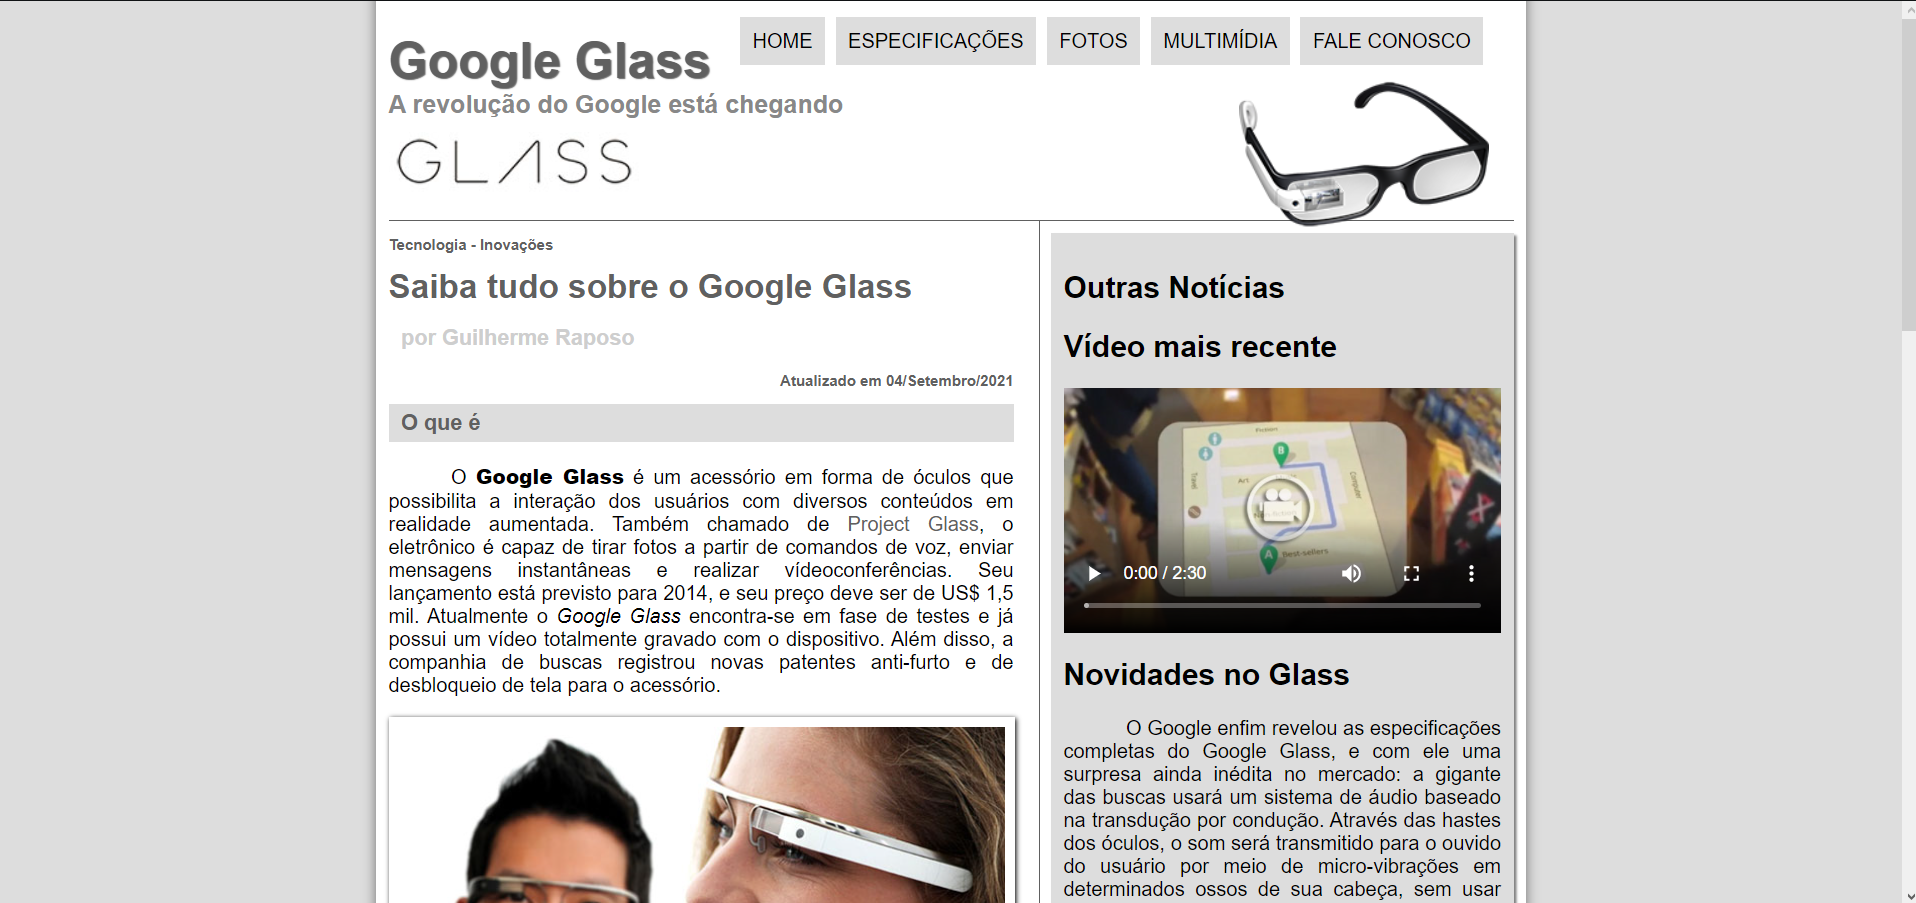 HOME
ESPECIFICAÇÕES
FOTOS
MULTIMÍDIA
FALE CONOSCO
Google Glass
A revolução do Google está chegando
GLASS
Tecnologia - Inovações
Saiba tudo sobre o Google Glass
por Guilherme Raposo
Atualizado em 04/Setembro/2021
O que é
O Google Glass é um acessório em forma de óculos que
possibilita a interação dos usuários com diversos conteúdos em
realidade aumentada. Também chamado de Project Glass, o
eletrônico é capaz de tirar fotos a partir de comandos de voz, enviar
mensagens instantâneas e realizar vídeoconferências. Seu
lançamento está previsto para 2014, e seu preço deve ser de US$ 1,5
mil. Atualmente o Google Glass encontra-se em fase de testes e já
possui um vídeo totalmente gravado com o dispositivo. Além disso, a
companhia de buscas registrou novas patentes anti-furto e de
desbloqueio de tela para o acessório.
Outras Notícias
Vídeo mais recente
Fiction
B
Travel
Art
Computer
A
Best-sellers
0:00 / 2:30
Novidades no Glass
O Google enfim revelou as especificações
completas do Google Glass, e com ele uma
surpresa ainda inédita no mercado: a gigante
das buscas usará um sistema de áudio baseado
na transdução por condução. Através das hastes
dos óculos, o som será transmitido para o ouvido
do usuário por meio de micro-vibrações em
determinados ossos de sua cabeça, sem usar